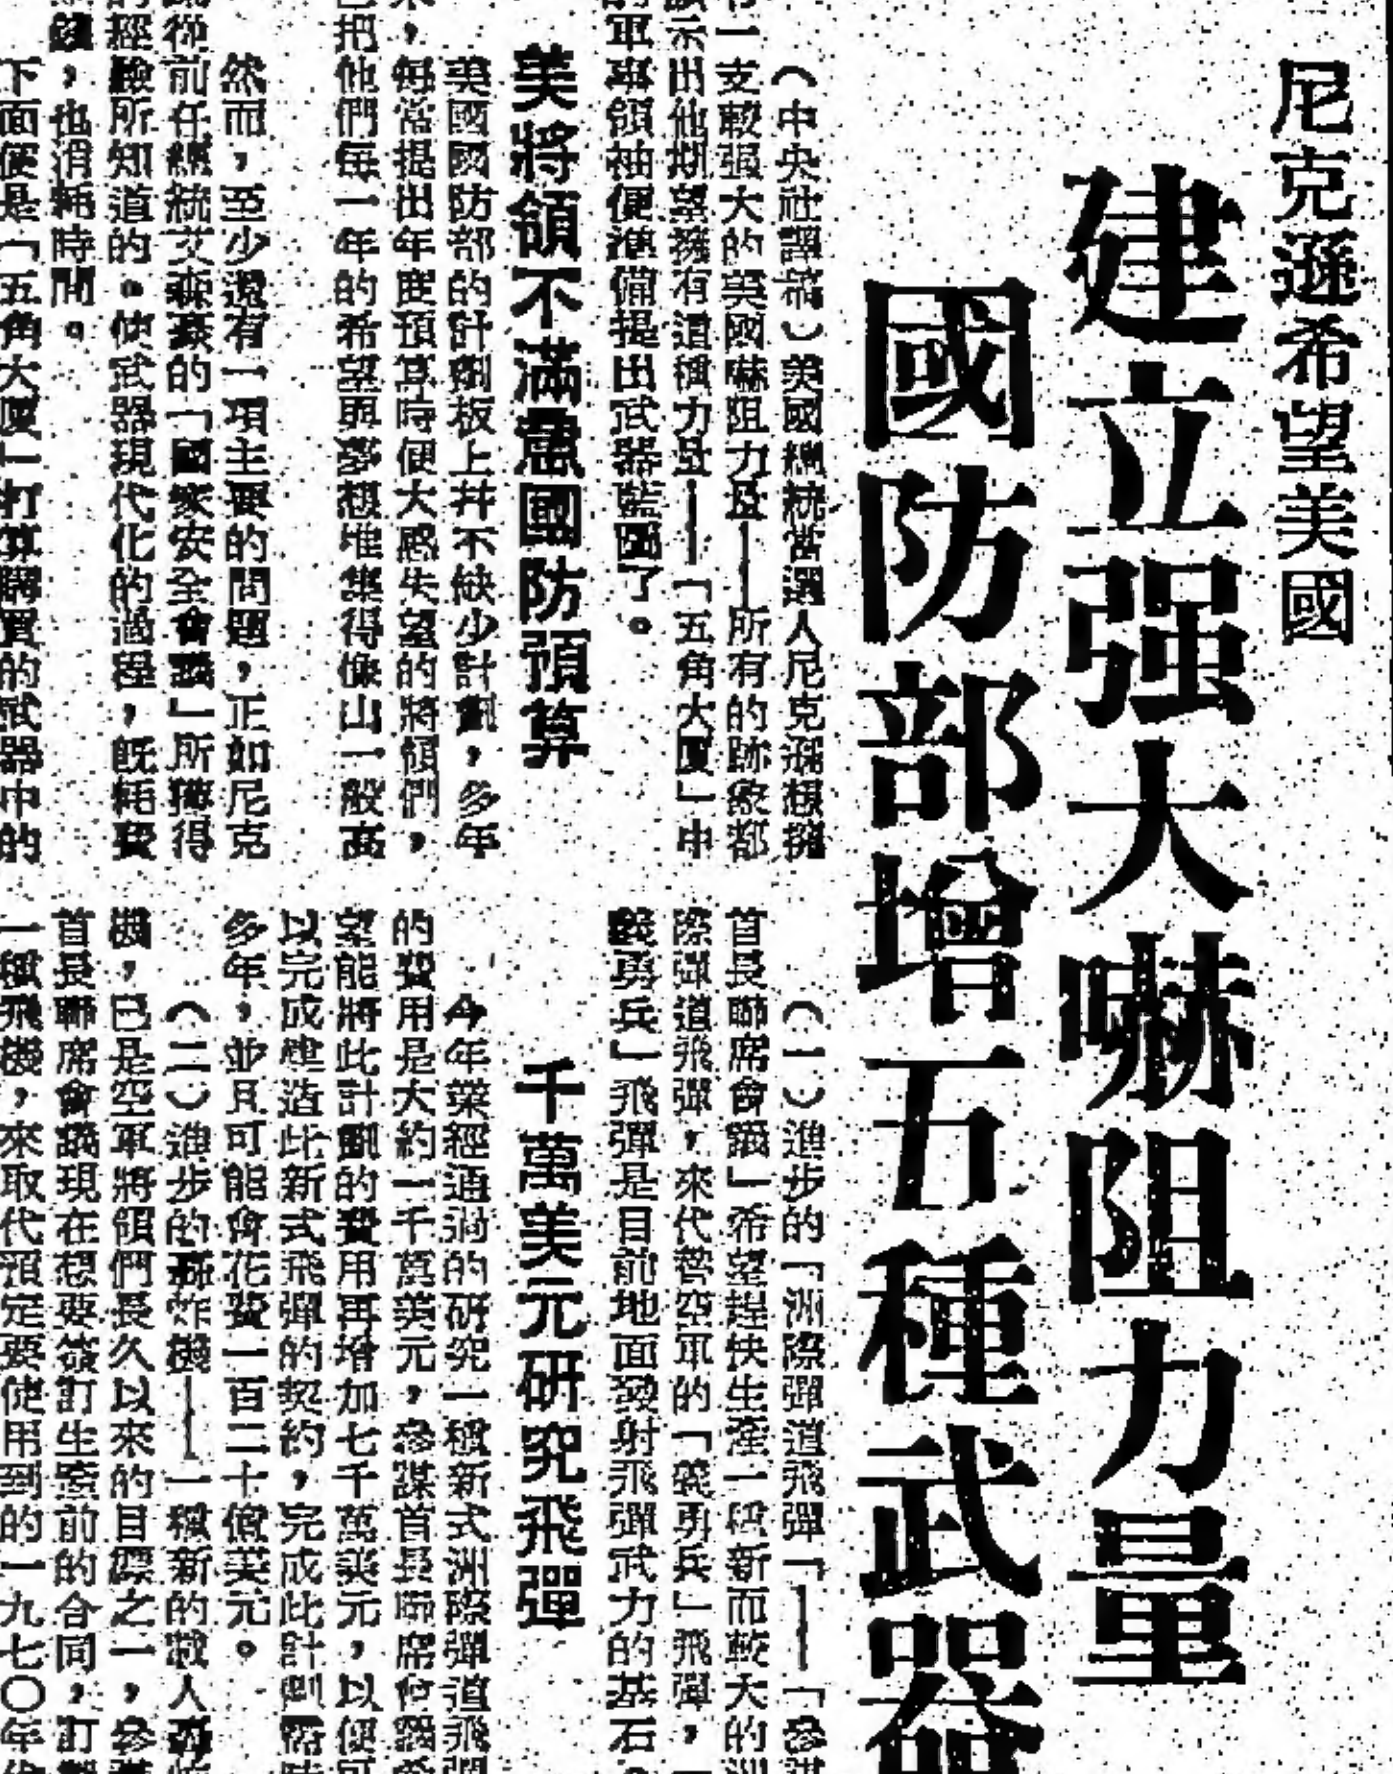 尼克遜希望美國
建立强大嚇阻力量
國防部增五種武器
（中央社譯稿）美國總統當選人尼克遜想擁
有一支較强大的美國嚇阻力及——所有的跡象都
顯示出他期望擁有這種力量——「五角大厦」中
的軍事領袖便準備提出武器藍圖了。
美將領不滿意國防預算
美國國防部的計劃板上并不缺少計劃，多年
來，每當提出年度預算時便大感失望的將領們，
已把他們每一年的希望與夢想堆集得像山一般高
然而，至少還有一項主要的問題，正如尼克
從前任總統艾森豪的「國家安全會議」所獲得
的經驗所知道的。使武器現代化的過程，既耗費
錢，也消耗時間。
下面便是「五角大厦」打算購買的武器中的
（一）進步的「洲際彈道飛彈」——「參謀
首長聯席會議」希望趕快生產一種新而較大的洲
際彈道飛彈，來代替空軍的「義勇兵」飛彈，
義勇兵」飛彈是目前地面發射飛彈武力的基石。
千萬美元研究飛彈
今年業經通過的研究一種新式洲際彈道飛彈
的費用是大約一千萬美元，參謀首長聯席會議希
望能將此計劃的費用再增加七千萬美元，以便可
以完成建造此新式飛彈的契約，完成此計劃需時
多年，並且可能會花費一百二十億美元。
（二）進步的轟炸機——一種新的載人轟炸
機，已是空軍將領們長久以來的目標之一，參謀
首長聯席會議現在想要簽訂生產前的合同，訂製
一種飛機，來取代預定要使用到的一九七〇年代